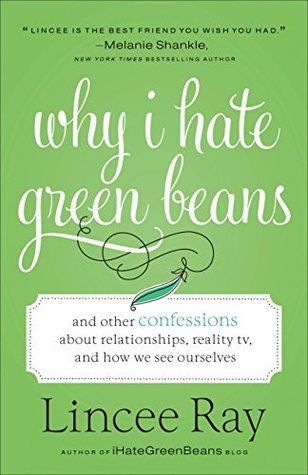 "LINCEE IS THE BEST FRIEND YOU WISH YOU HAD."
—Melanie Shankle,
NEW YORK TIMES BESTSELLING AUTHOR
why i hate
green beans
and other confessions
about relationships, reality tv,
and how we see ourselves
Lincee Ray
AUTHOR OF iHateGreenBeans BLOG